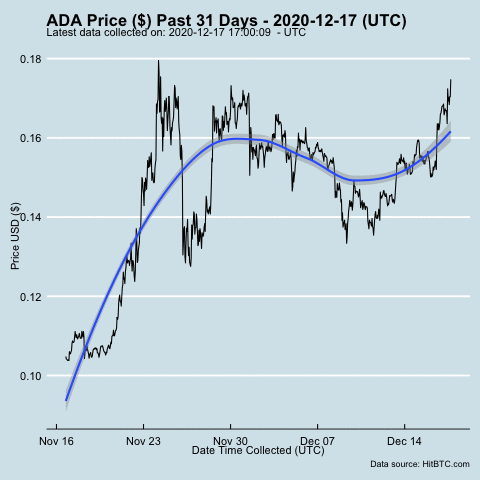 ADA Price ($) Past 31 Days - 2020-12-17 (UTC)
Latest data collected on: 2020-12-17 17:00:09  - UTC
0.18
0.16
0.14
0.12
0.10
Price USD ($)
Nov 16 Nov 23 Nov 30 Dec 07 Dec 14
Date Time Collected (UTC)
Data source: HitBTC.com